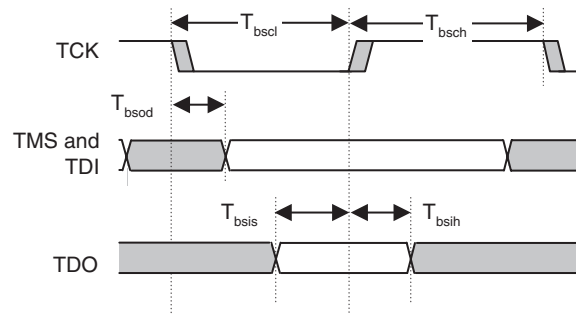 T_bscl T_bsch
TCK
T_bsod
TMS and
TDI
T_bsis T_bsih
TDO